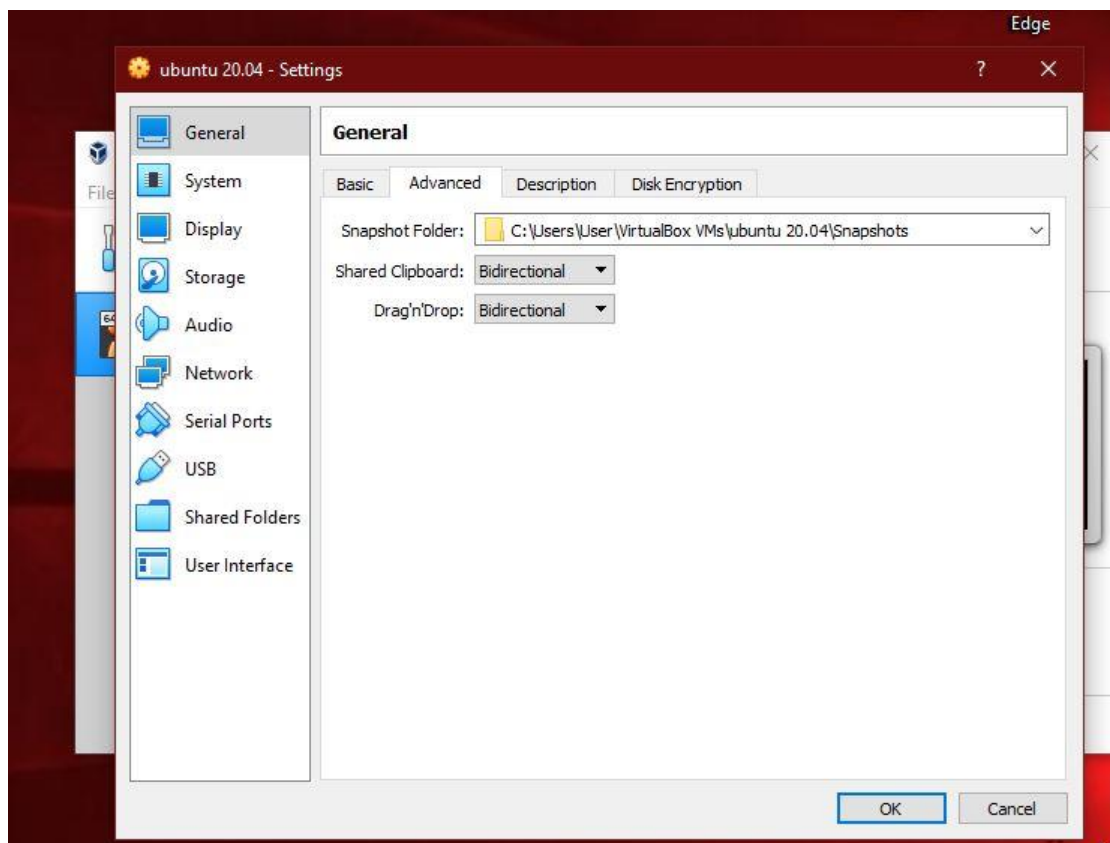 Edge
ubuntu 20.04 - Settings
?
General
System
Display
Storage
Audio
Network
Serial Ports
USB
Shared Folders
User Interface
General
Basic Advanced Description Disk Encryption
Snapshot Folder: C:\Users\User\VirtualBox VMs\ubuntu 20.04\Snapshots
Shared Clipboard: Bidirectional
Drag'n'Drop: Bidirectional
OK Cancel
File
64